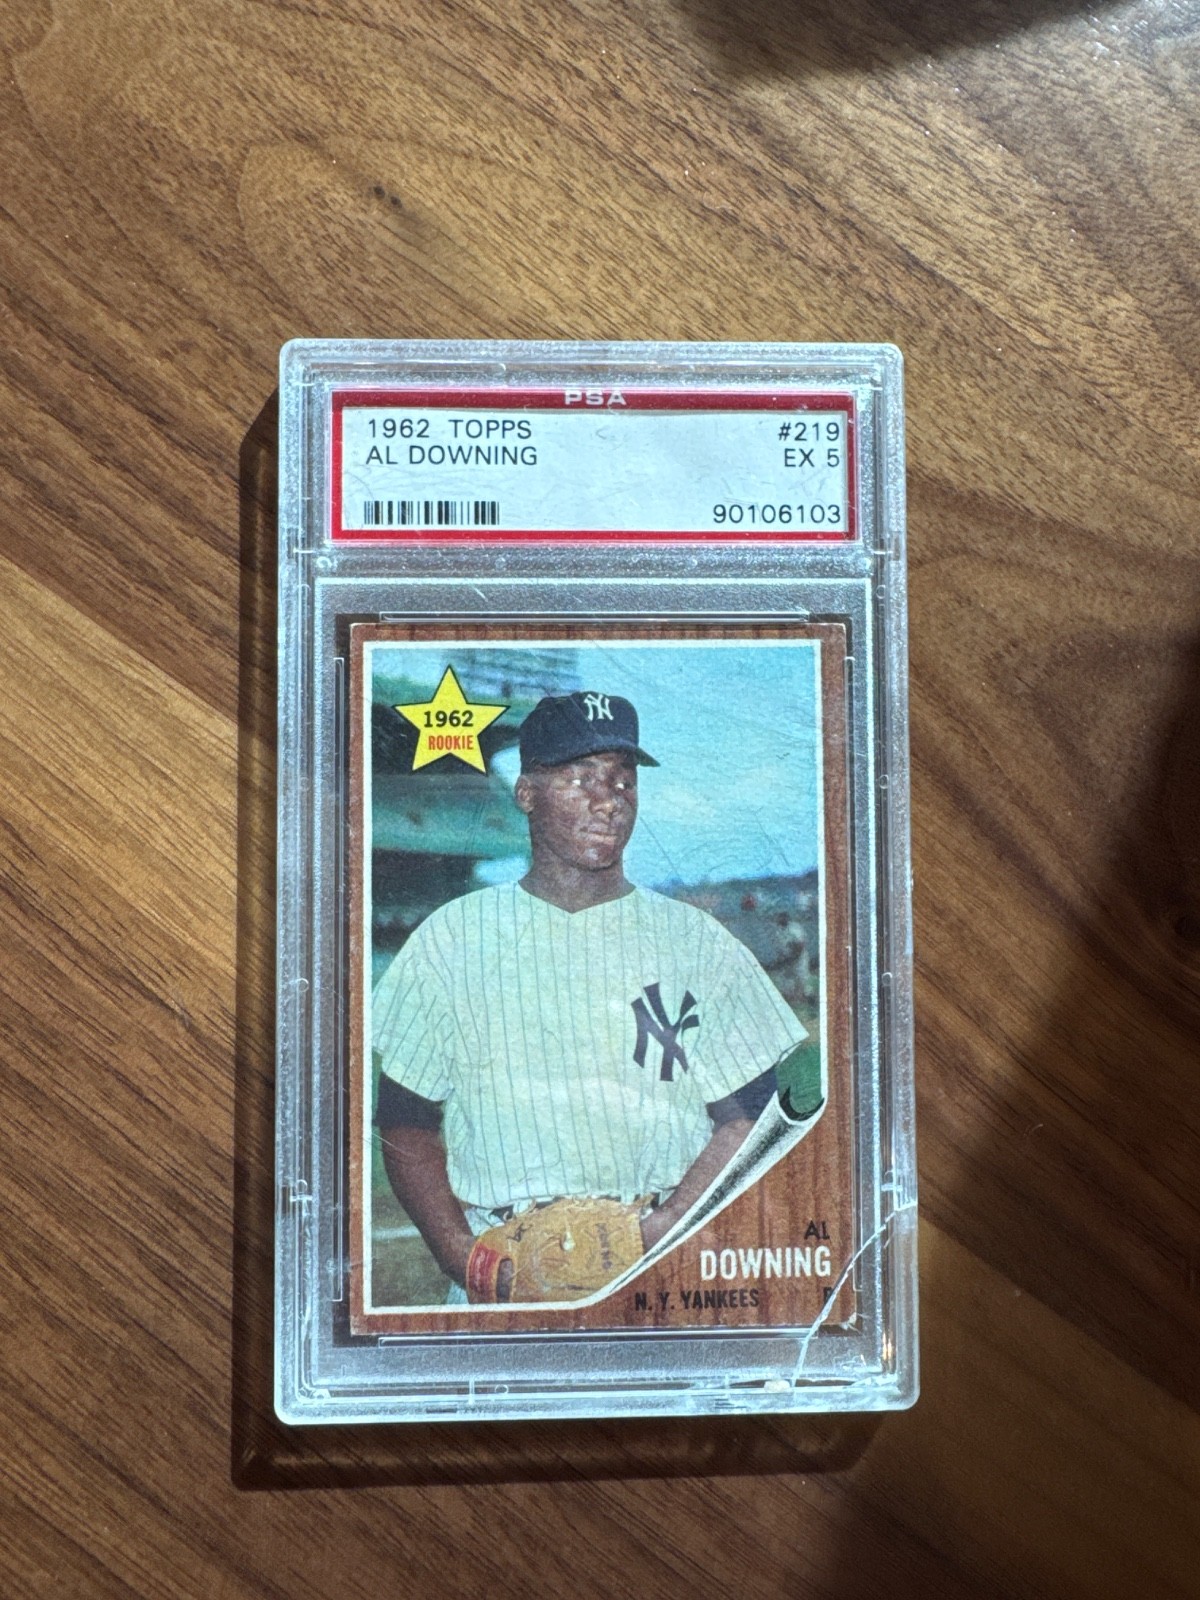 PSA
1962 TOPPS #219
AL DOWNING EX 5
90106103
1962
ROOKIE
NY
NY
AL
DOWNING
N. Y. YANKEES P